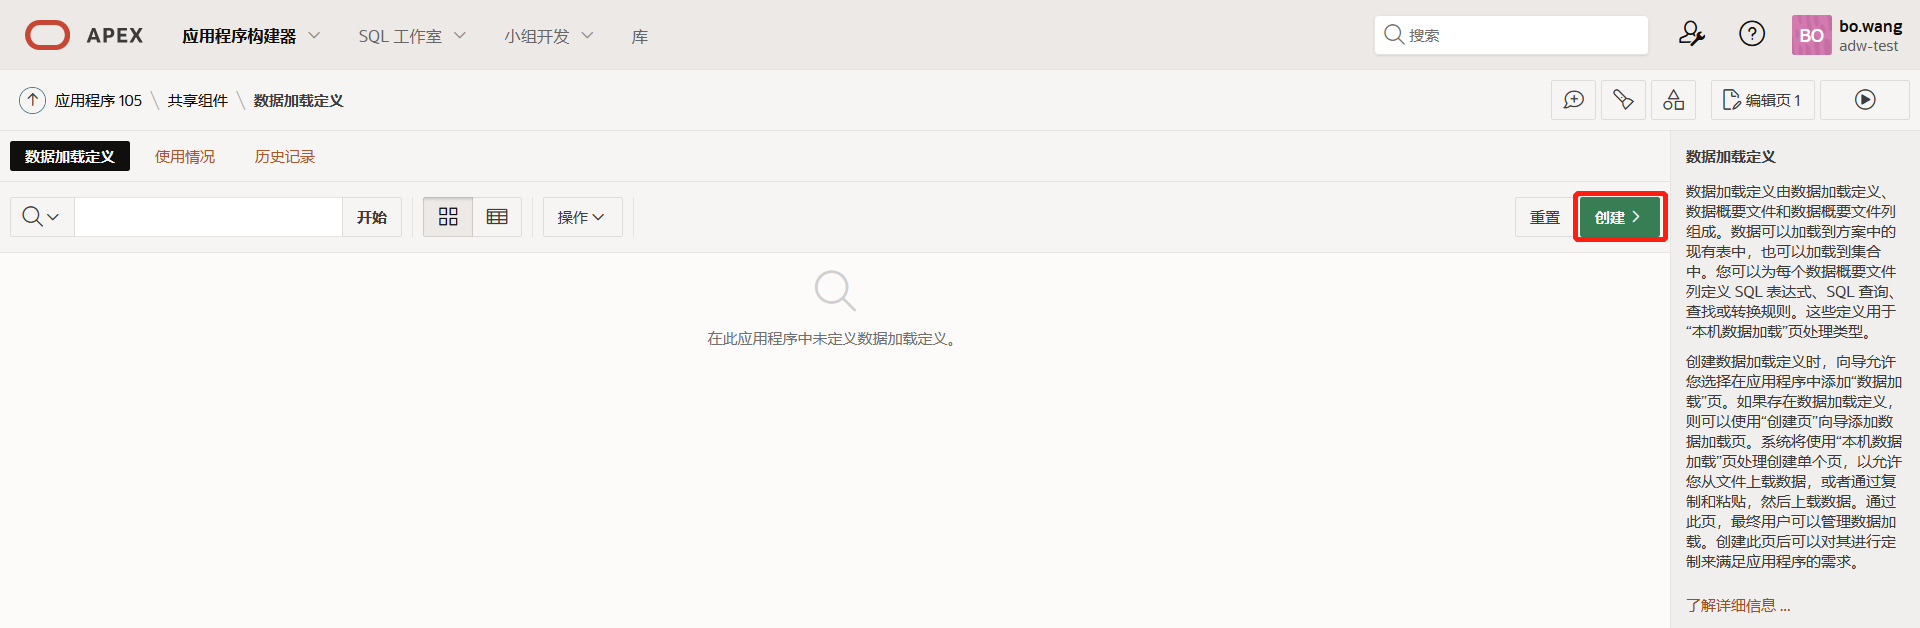 APEX 应用程序构建器 SQL 工作室 小组开发 库 搜索 BO bo.wang
adw-test
应用程序 105 \ 共享组件 \ 数据加载定义 编辑页 1
数据加载定义 使用情况 历史记录
开始 操作 重置 创建
在此应用程序中未定义数据加载定义。
数据加载定义
数据加载定义由数据加载定义、
数据概要文件和数据概要文件列
组成。数据可以加载到方案中的
现有表中，也可以加载到集合
中。您可以为每个数据概要文件
列定义 SQL 表达式、SQL 查询、
查找或转换规则。这些定义用于
“本机数据加载”页处理类型。
创建数据加载定义时，向导允许
您选择在应用程序中添加“数据加
载”页。如果存在数据加载定义，
则可以使用“创建页”向导添加数
据加载页。系统将使用“本机数据
加载”页处理创建单个页，以允许
您从文件上载数据，或者通过复
制和粘贴，然后上载数据。通过
此页，最终用户可以管理数据加
载。创建此页后可以对其进行定
制来满足应用程序的需求。
了解详细信息 ...